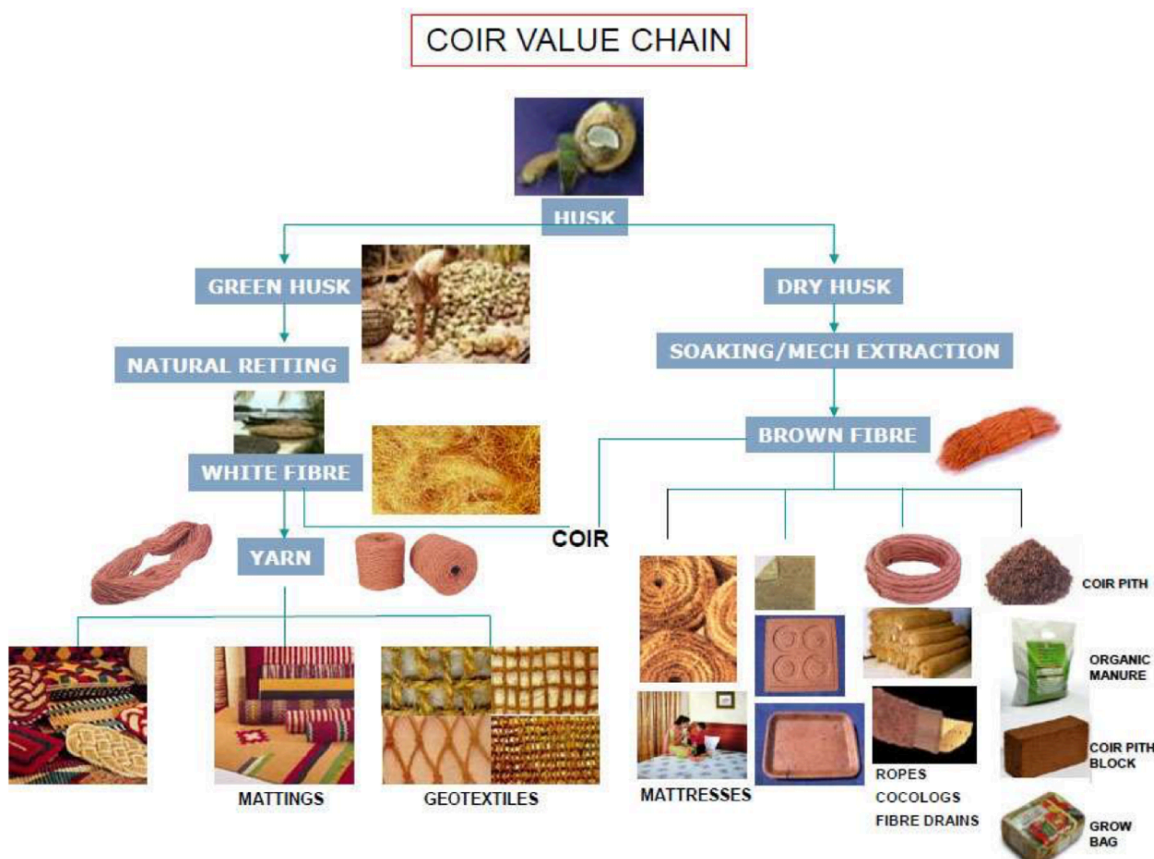 COIR VALUE CHAIN
HUSK
GREEN HUSK
DRY HUSK
NATURAL RETTING
SOAKING/MECH EXTRACTION
WHITE FIBRE
BROWN FIBRE
YARN
COIR
COIR PITH
ORGANIC
MANURE
COIR PITH
BLOCK
MATTINGS
GEOTEXTILES
MATTRESSES
ROPES
COCOLOGS
FIBRE DRAINS
GROW
BAG